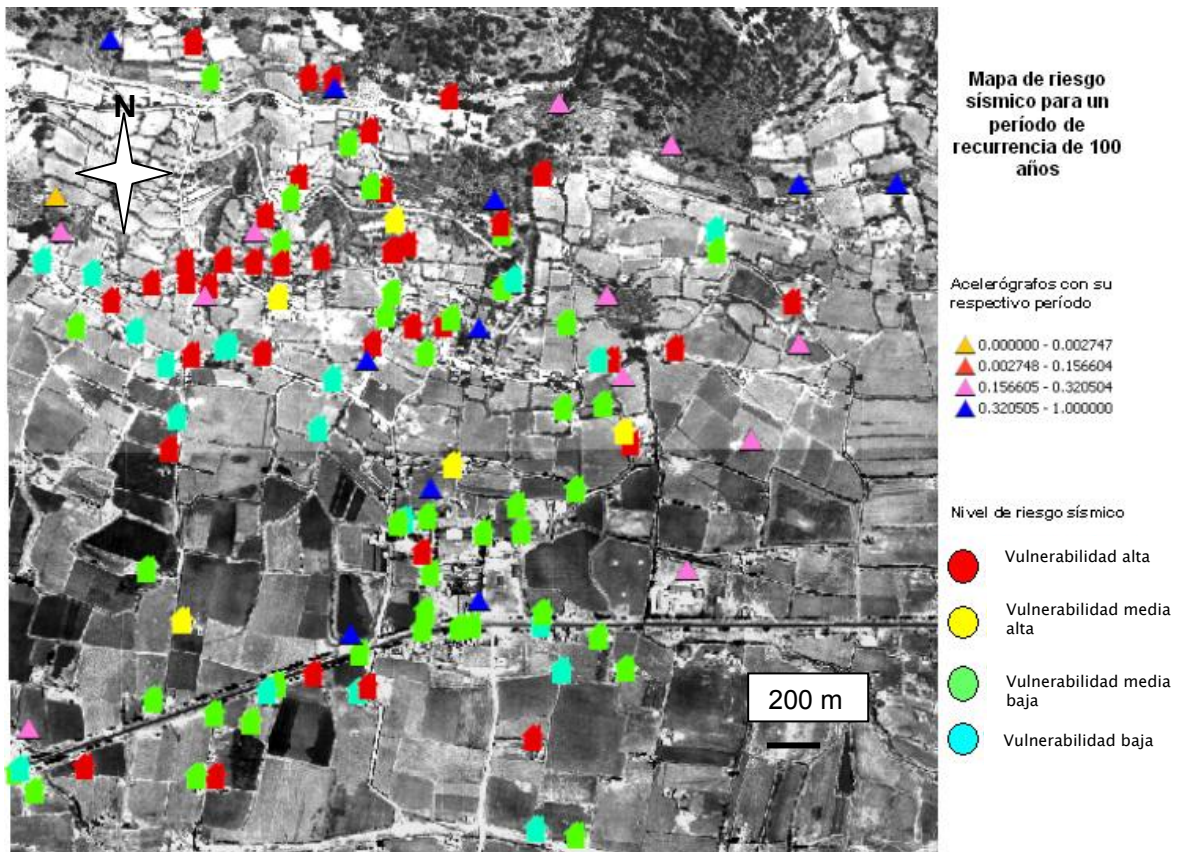 Mapa de riesgo
sísmico para un
período de
recurrencia de 100
años
N
Acelerógrafos con su
respectivo período
0.000000 - 0.002747
0.002748 - 0.156604
0.156605 - 0.320504
0.320505 - 1.000000
Nivel de riesgo sísmico
Vulnerabilidad alta
Vulnerabilidad media
alta
Vulnerabilidad media
baja
Vulnerabilidad baja
200 m